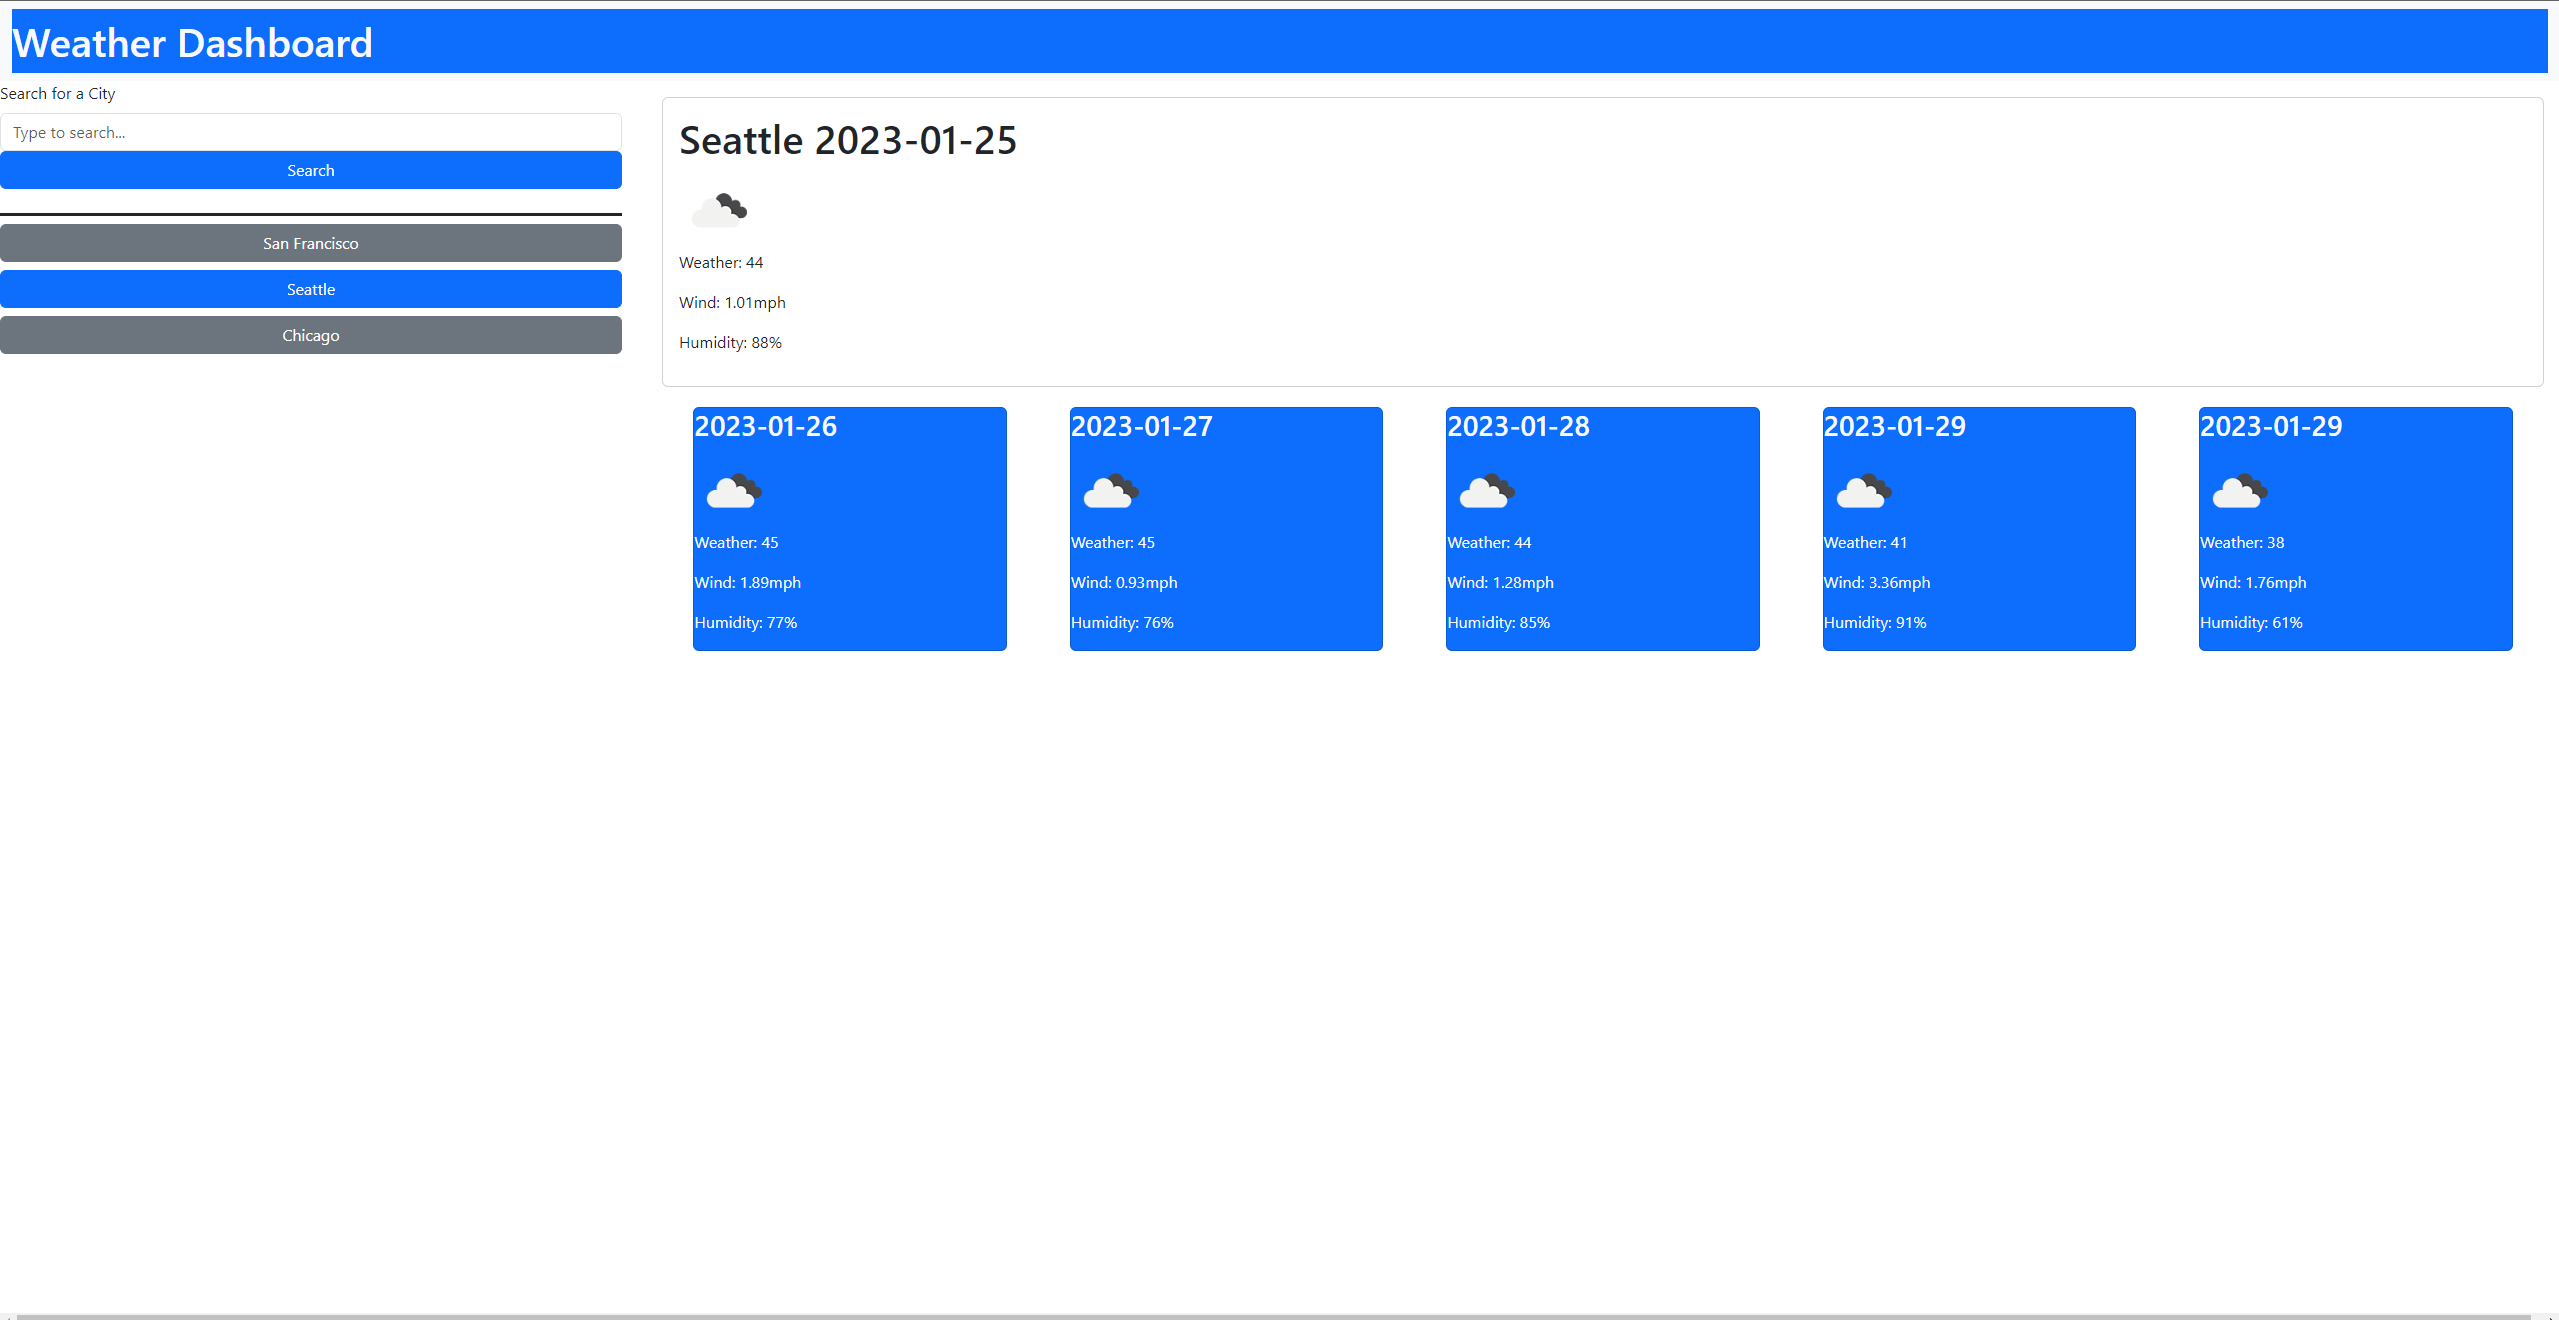 Weather Dashboard
Search for a City
Type to search...
Search
San Francisco
Seattle
Chicago
Seattle 2023-01-25
Weather: 44
Wind: 1.01mph
Humidity: 88%
2023-01-26
Weather: 45
Wind: 1.89mph
Humidity: 77%
2023-01-27
Weather: 45
Wind: 0.93mph
Humidity: 76%
2023-01-28
Weather: 44
Wind: 1.28mph
Humidity: 85%
2023-01-29
Weather: 41
Wind: 3.36mph
Humidity: 91%
2023-01-29
Weather: 38
Wind: 1.76mph
Humidity: 61%